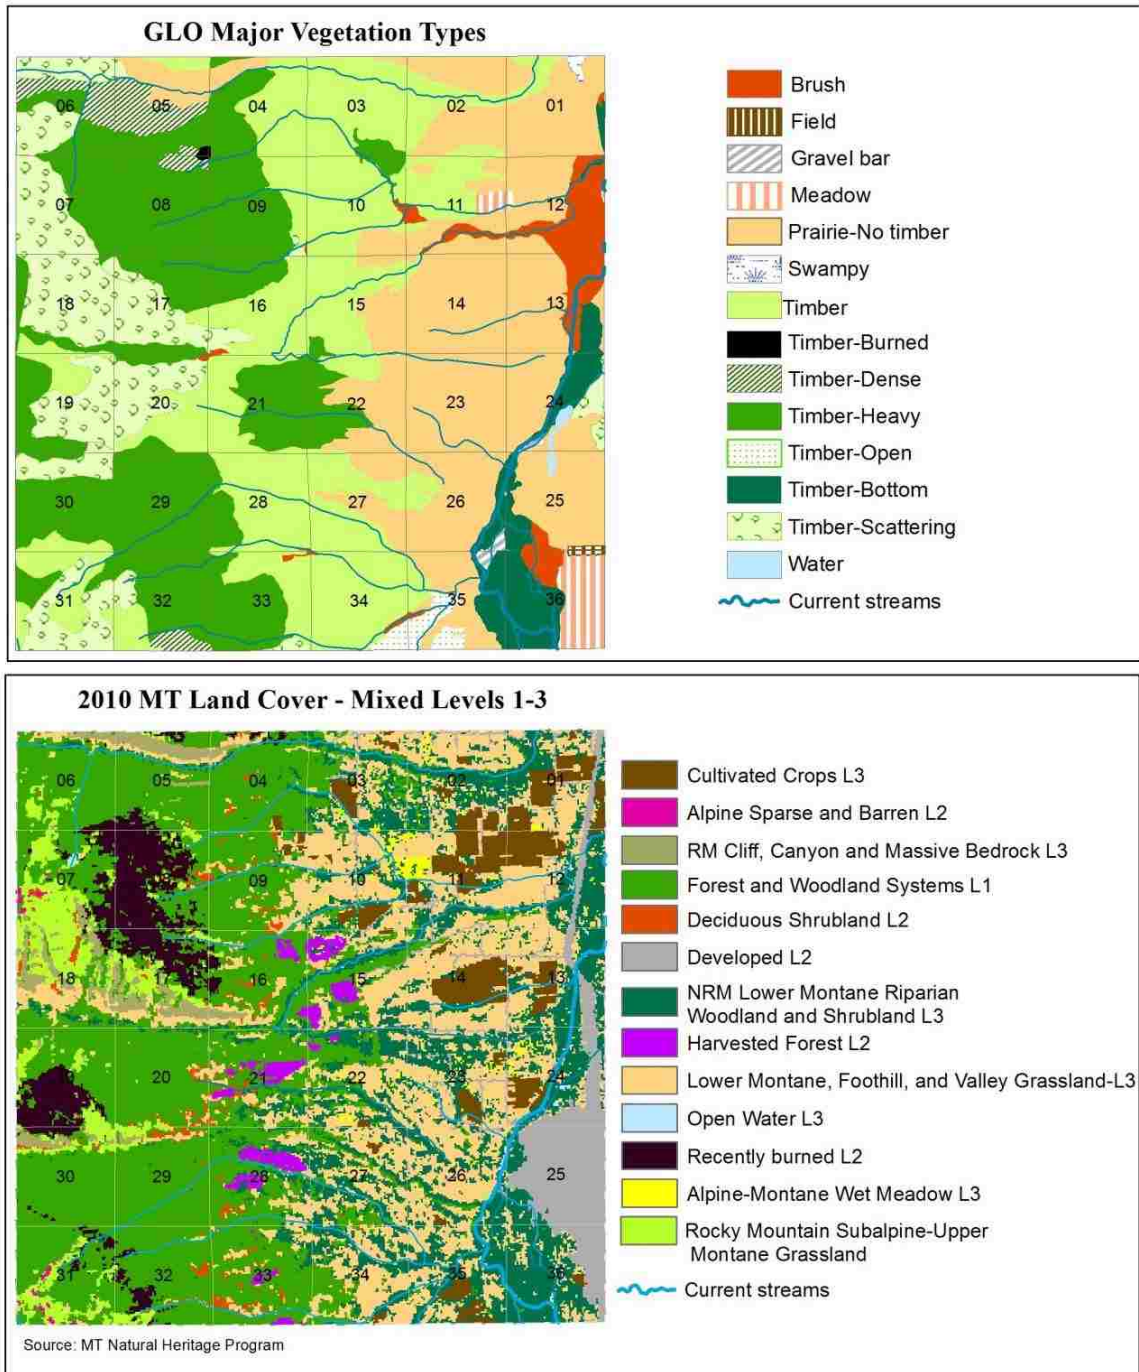 GLO Major Vegetation Types
06 05 04 03 02 01
07 08 09 10 11 12
18 17 16 15 14 13
19 20 21 22 23 24
30 29 28 27 26 25
31 32 33 34 35 36
Brush
Field
Gravel bar
Meadow
Prairie-No timber
Swampy
Timber
Timber-Burned
Timber-Dense
Timber-Heavy
Timber-Open
Timber-Bottom
Timber-Scattering
Water
Current streams
2010 MT Land Cover - Mixed Levels 1-3
06 05 04 03 02 01
07 09 10 11 12
18 17 16 15 14 13
19 20 21 22 23 24
30 29 28 27 26 25
31 32 33 34 35 36
Cultivated Crops L3
Alpine Sparse and Barren L2
RM Cliff, Canyon and Massive Bedrock L3
Forest and Woodland Systems L1
Deciduous Shrubland L2
Developed L2
NRM Lower Montane Riparian
Woodland and Shrubland L3
Harvested Forest L2
Lower Montane, Foothill, and Valley Grassland-L3
Open Water L3
Recently burned L2
Alpine-Montane Wet Meadow L3
Rocky Mountain Subalpine-Upper
Montane Grassland
Current streams
Source: MT Natural Heritage Program